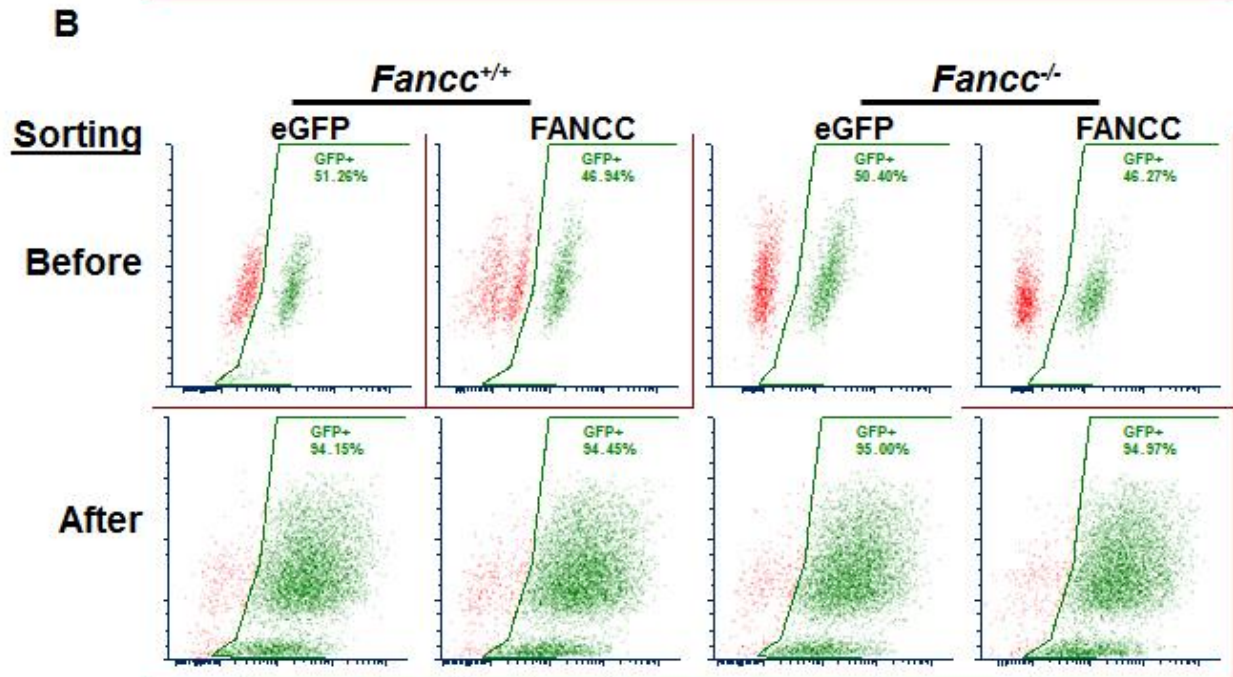 B
Fancc+/+ Fancc-/-
Sorting eGFP FANCC eGFP FANCC
GFP+ GFP+ GFP+ GFP+
51.26% 46.94% 50.40% 46.27%
Before
GFP+ GFP+ GFP+ GFP+
94.15% 94.45% 95.00% 94.97%
After